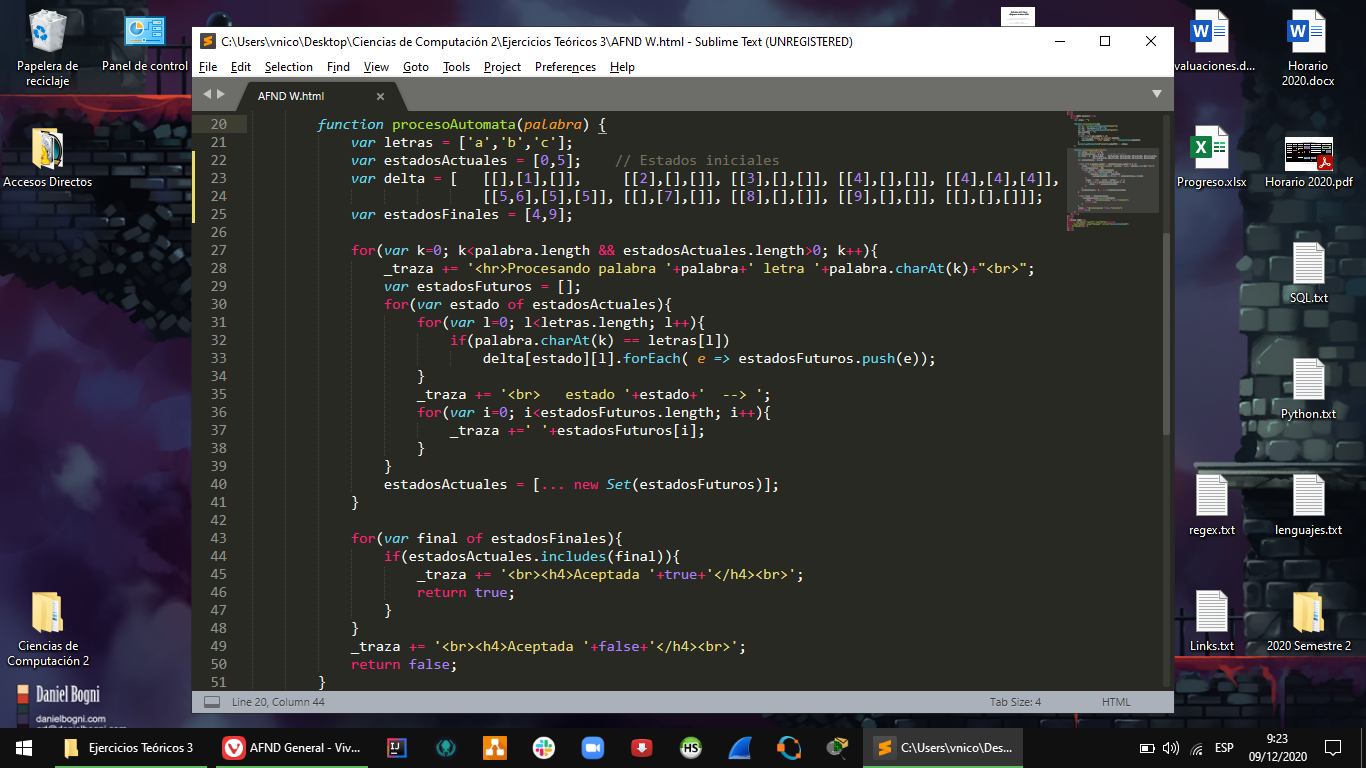 Papelera de
reciclaje
Panel de control
Accesos Directos
Ciencias de
Computación 2
Daniel Bogni
danielbogni.com
C:\Users\vnico\Desktop\Ciencias de Computación 2\Ejercicios Teóricos 3\AFND W.html - Sublime Text (UNREGISTERED)
File Edit Selection Find View Goto Tools Project Preferences Help
AFND W.html
20 function procesoAutomata(palabra) {
21 var letras = ['a','b','c'];
22 var estadosActuales = [0,5]; // Estados iniciales
23 var delta = [ [[],[1],[]], [[2],[],[]], [[3],[],[]], [[4],[],[]], [[4],[4],[4]],
24 [[5,6],[5],[5]], [[],[7],[]], [[8],[],[]], [[9],[],[]], [[],[],[]]];
25 var estadosFinales = [4,9];
26
27 for(var k=0; k<palabra.length && estadosActuales.length>0; k++){
28 _traza += '<hr>Procesando palabra '+palabra+' letra '+palabra.charAt(k)+"<br>";
29 var estadosFuturos = [];
30 for(var estado of estadosActuales){
31 for(var l=0; l<letras.length; l++){
32 if(palabra.charAt(k) == letras[l])
33 delta[estado][l].forEach( e => estadosFuturos.push(e));
34 }
35 _traza += '<br>   estado '+estado+'  --> ';
36 for(var i=0; i<estadosFuturos.length; i++){
37 _traza +=' '+estadosFuturos[i];
38 }
39 }
40 estadosActuales = [... new Set(estadosFuturos)];
41 }
42
43 for(var final of estadosFinales){
44 if(estadosActuales.includes(final)){
45 _traza += '<br><h4>Aceptada '+true+'</h4><br>';
46 return true;
47 }
48 }
49 _traza += '<br><h4>Aceptada '+false+'</h4><br>';
50 return false;
51 }
Line 20, Column 44
Tab Size: 4
HTML
valuaciones.d...
Horario
2020.docx
Progreso.xlsx
Horario 2020.pdf
SQL.txt
Python.txt
regex.txt
lenguajes.txt
Links.txt
2020 Semestre 2
Ejercicios Teóricos 3
AFND General - Viv...
HS
C:\Users\vnico\Des...
ESP
9:23
09/12/2020